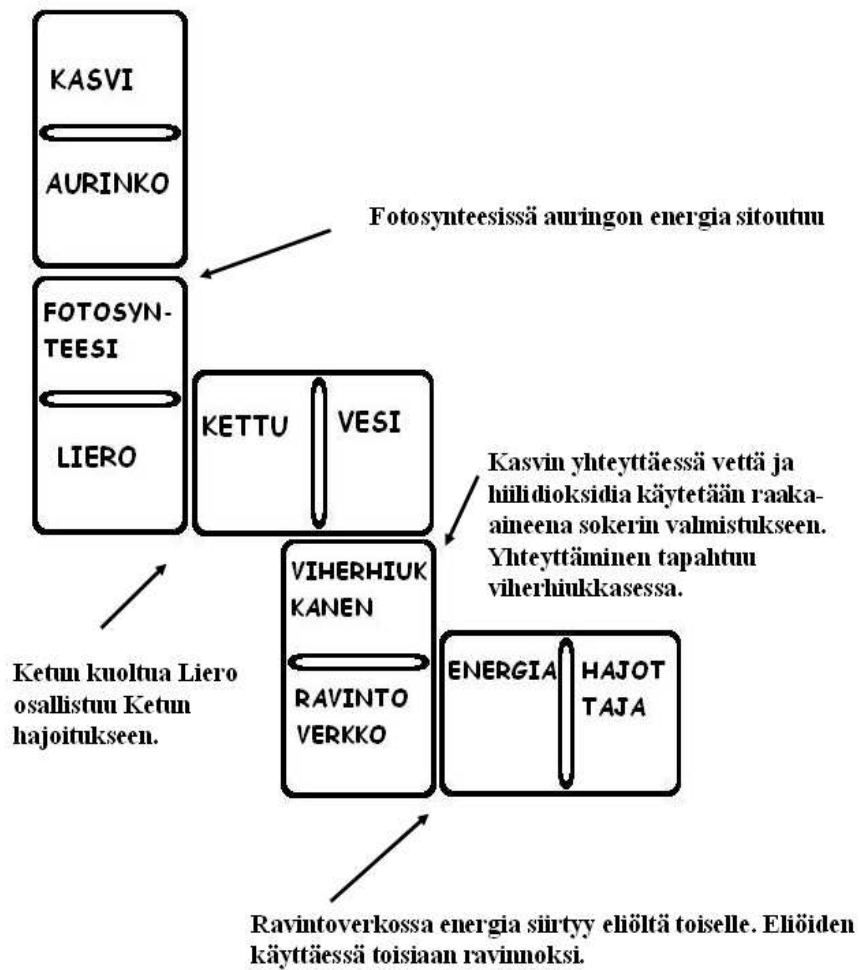 KASVI
AURINKO
Fotosynteesissä auringon energia sitoutuu
FOTOSYN-
TEESI
LIERO
KETTU
VESI
Kasvin yhteyttäessä vettä ja
hiilidioksidia käytetään raaka-
aineena sokerin valmistukseen.
Yhteyttäminen tapahtuu
viherhiukkasessa.
VIHERHIUK
KANEN
RAVINTO
VERKKO
ENERGIA
HAJOT
TAJA
Ketun kuoltua Liero
osallistuu Ketun
hajoitukseen.
Ravintoverkossa energia siirtyy eliöltä toiselle. Eliöiden
käyttäessä toisiaan ravinnoksi.